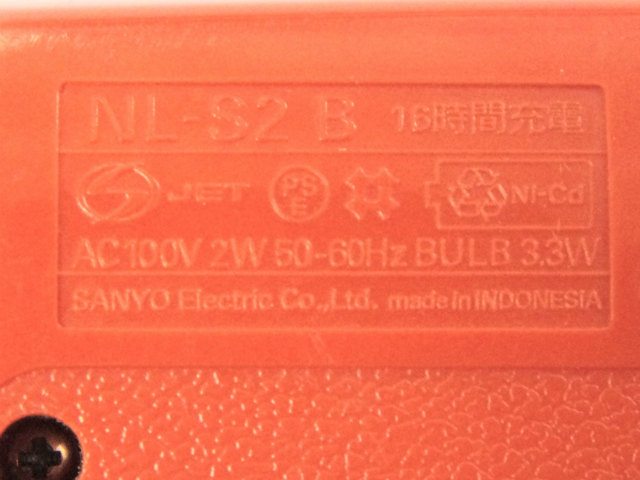 NL-S2 B 16時間充電
JET PSE Ni-Cd
AC100V 2W 50-60Hz BULB 3.3W
SANYO Electric Co.,Ltd. made in INDONESIA